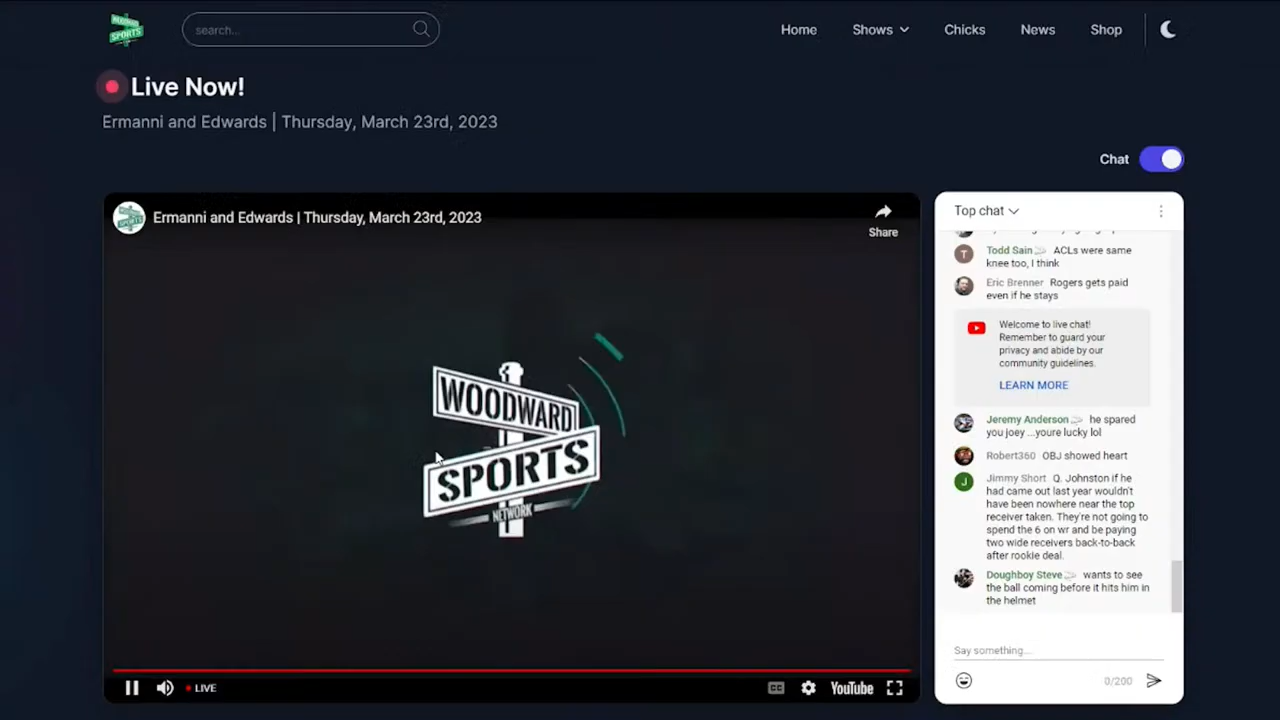 WOODWARD
SPORTS
search...
Home
Shows
Chicks
News
Shop
Live Now!
Ermanni and Edwards | Thursday, March 23rd, 2023
Chat
Ermanni and Edwards | Thursday, March 23rd, 2023
Share
WOODWARD
SPORTS
NETWORK
LIVE
CC
YouTube
Top chat
Todd Sain ACLs were same
knee too, I think
Eric Brenner Rogers gets paid
even if he stays
Welcome to live chat!
Remember to guard your
privacy and abide by our
community guidelines.
LEARN MORE
Jeremy Anderson he spared
you joey ...youre lucky lol
Robert360 OBJ showed heart
J
Jimmy Short Q. Johnston if he
had came out last year wouldn't
have been nowhere near the top
receiver taken. They're not going to
spend the 6 on wr and be paying
two wide receivers back-to-back
after rookie deal.
Doughboy Steve wants to see
the ball coming before it hits him in
the helmet
Say something...
0/200